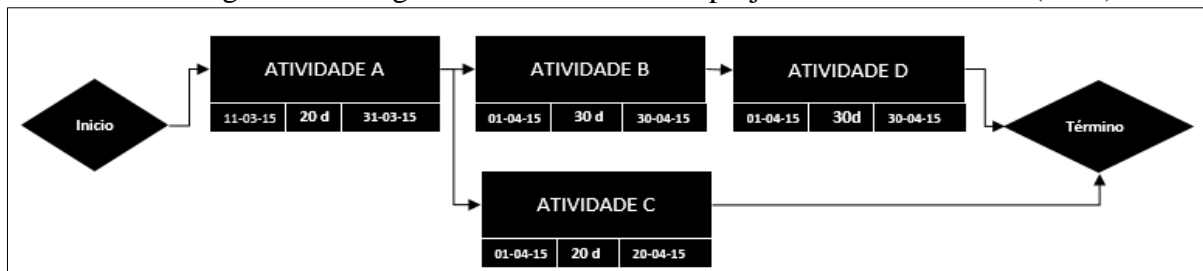 ATIVIDADE A
ATIVIDADE B
ATIVIDADE D
11-03-15 20 d 31-03-15
01-04-15 30 d 30-04-15
01-04-15 30d 30-04-15
Inicio
Término
ATIVIDADE C
01-04-15 20 d 20-04-15